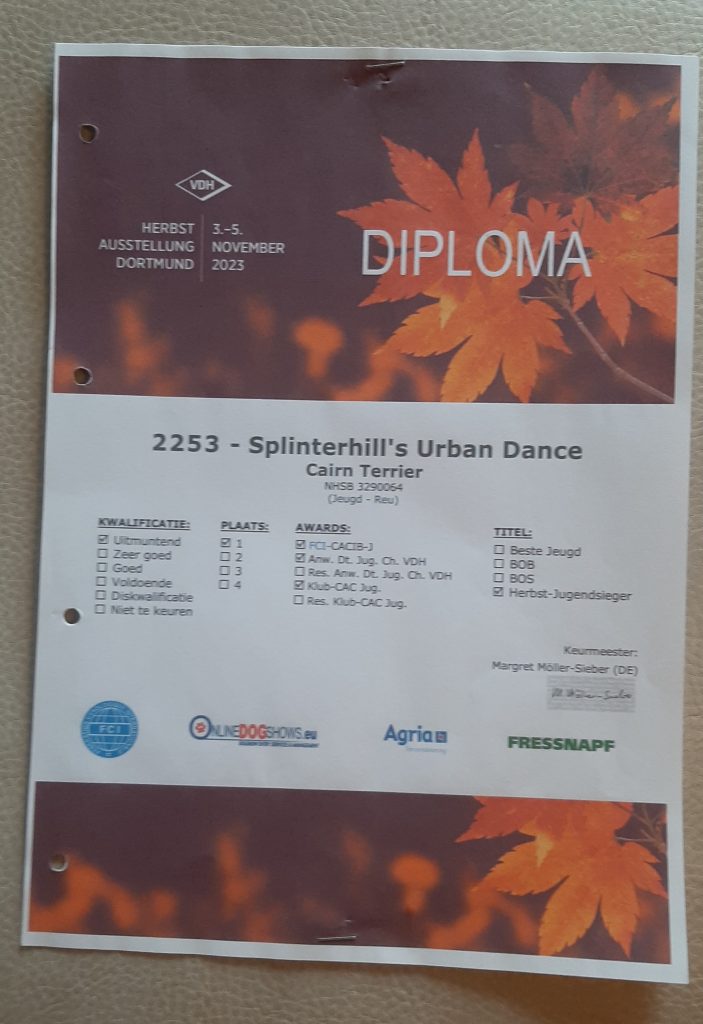 VDH
HERBST
AUSSTELLUNG
DORTMUND
3.–5.
NOVEMBER
2023
DIPLOMA
2253 - Splinterhill's Urban Dance
Cairn Terrier
NHSB 3290064
(Jeugd - Reu)
KWALIFICATIE:
☑ Uitmuntend
☐ Zeer goed
☐ Goed
☐ Voldoende
☐ Diskwalificatie
☐ Niet te keuren
PLAATS:
☑ 1
☐ 2
☐ 3
☐ 4
AWARDS:
☑ FCI-CACIB-J
☑ Anw. Dt. Jug. Ch. VDH
☐ Res. Anw. Dt. Jug. Ch. VDH
☑ Klub-CAC Jug.
☐ Res. Klub-CAC Jug.
TITEL:
☐ Beste Jeugd
☐ BOB
☐ BOS
☑ Herbst-Jugendsieger
Keurmeester:
Margret Möller-Sieber (DE)
FCI
ONLINEDOGSHOWS.eu
Agria
FRESSNAPF